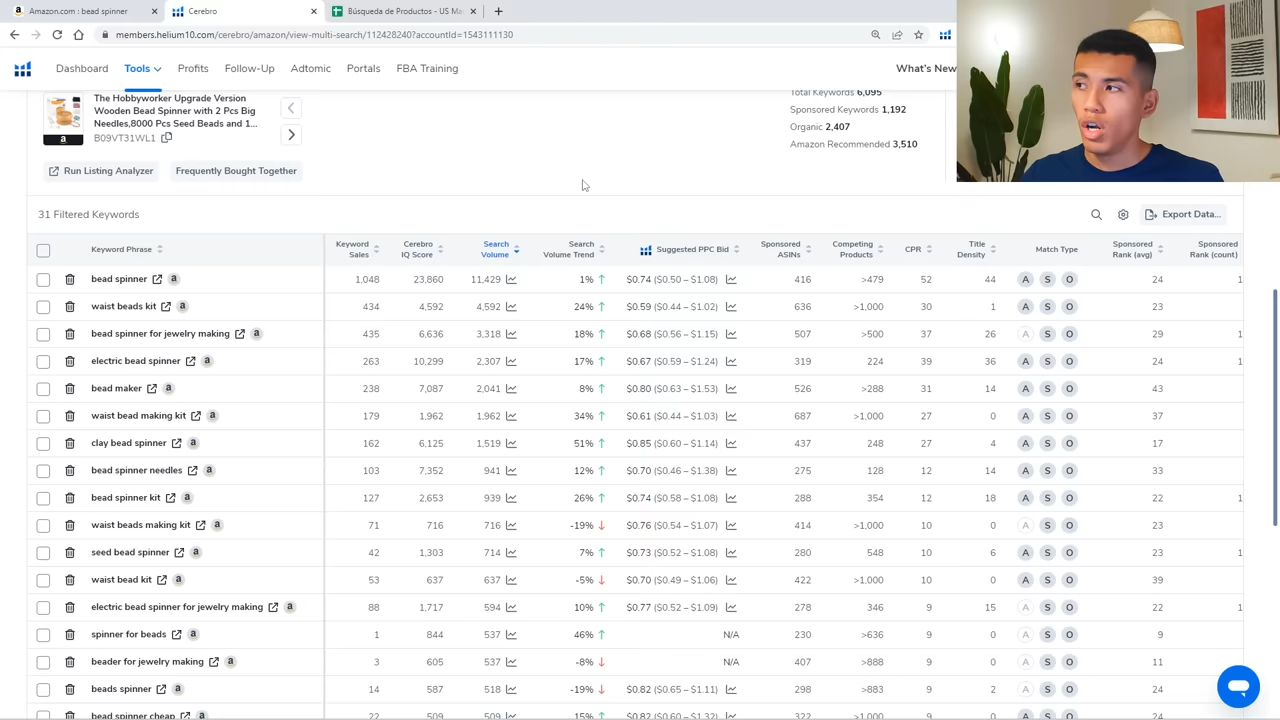 Amazon.com : bead spinner
Cerebro
Búsqueda de Productos - US Ma
members.helium10.com/cerebro/amazon/view-multi-search/112428240?accountId=1543111130
Dashboard Tools Profits Follow-Up Adtomic Portals FBA Training What's New
The Hobbyworker Upgrade Version
Wooden Bead Spinner with 2 Pcs Big
Needles,8000 Pcs Seed Beads and 1...
B09VT31WL1
Total Keywords 6,095
Sponsored Keywords 1,192
Organic 2,407
Amazon Recommended 3,510
Run Listing Analyzer Frequently Bought Together
31 Filtered Keywords
Export Data...
Keyword Phrase Keyword Sales Cerebro IQ Score Search Volume Search Volume Trend Suggested PPC Bid Sponsored ASINs Competing Products CPR Title Density Match Type Sponsored Rank (avg) Sponsored Rank (count)
bead spinner a 1,048 23,860 11,429 1% $0.74 ($0.50 – $1.08) 416 >479 52 44 A S O 24 1
waist beads kit a 434 4,592 4,592 24% $0.59 ($0.44 – $1.02) 636 >1,000 30 1 A S O 23
bead spinner for jewelry making a 435 6,636 3,318 18% $0.68 ($0.56 – $1.15) 507 >500 37 26 A S O 29 1
electric bead spinner a 263 10,299 2,307 17% $0.67 ($0.59 – $1.24) 319 224 39 36 A S O 24 1
bead maker a 238 7,087 2,041 8% $0.80 ($0.63 – $1.53) 526 >288 31 14 A S O 43
waist bead making kit a 179 1,962 1,962 34% $0.61 ($0.44 – $1.03) 687 >1,000 27 0 A S O 37
clay bead spinner a 162 6,125 1,519 51% $0.85 ($0.60 – $1.14) 437 248 27 4 A S O 17
bead spinner needles a 103 7,352 941 12% $0.70 ($0.46 – $1.38) 275 128 12 14 A S O 33
bead spinner kit a 127 2,653 939 26% $0.74 ($0.58 – $1.08) 288 354 12 18 A S O 22 1
waist beads making kit a 71 716 716 -19% $0.76 ($0.54 – $1.07) 414 >1,000 10 0 A S O 23
seed bead spinner a 42 1,303 714 7% $0.73 ($0.52 – $1.08) 280 548 10 6 A S O 23 1
waist bead kit a 53 637 637 -5% $0.70 ($0.49 – $1.06) 422 >1,000 10 0 A S O 39
electric bead spinner for jewelry making a 88 1,717 594 10% $0.77 ($0.52 – $1.09) 278 346 9 15 A S O 22 1
spinner for beads a 1 844 537 46% N/A 230 >636 9 0 A S O 9
beader for jewelry making a 3 605 537 -8% N/A 407 >888 9 0 A S O 11
beads spinner a 14 587 518 -19% $0.82 ($0.65 – $1.11) 298 >883 9 2 A S O 24 1
bead spinner cheap a 22 509 509 15% $0.82 ($0.60 – $1.32) 322 >1,000 9 0 A S O 24